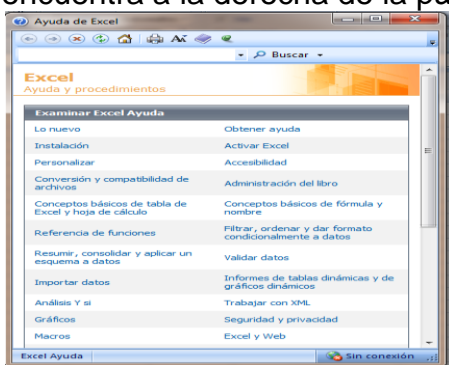 encuentra a la derecha de la pa
Ayuda de Excel
Buscar
Excel
Ayuda y procedimientos
Examinar Excel Ayuda
Lo nuevo Obtener ayuda
Instalación Activar Excel
Personalizar Accesibilidad
Conversión y compatibilidad de
archivos Administración del libro
Conceptos básicos de tabla de
Excel y hoja de cálculo Conceptos básicos de fórmula y
nombre
Referencia de funciones Filtrar, ordenar y dar formato
condicionalmente a datos
Resumir, consolidar y aplicar un
esquema a datos Validar datos
Importar datos Informes de tablas dinámicas y de
gráficos dinámicos
Análisis Y si Trabajar con XML
Gráficos Seguridad y privacidad
Macros Excel y Web
Excel Ayuda Sin conexión